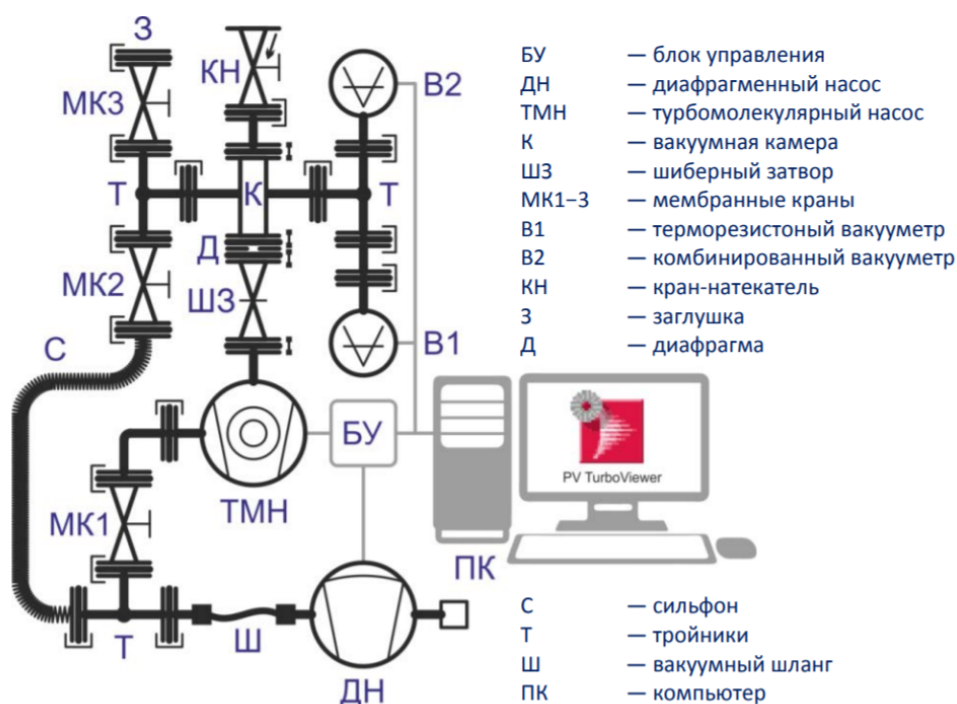 З
КН
В2
МК3
Т
К
Т
Д
МК2
ШЗ
С
В1
БУ
ТМН
PV TurboViewer
МК1
ПК
Т
Ш
ДН
БУ — блок управления
ДН — диафрагменный насос
ТМН — турбомолекулярный насос
К — вакуумная камера
ШЗ — шиберный затвор
МК1−3 — мембранные краны
В1 — терморезистоный вакууметр
В2 — комбинированный вакууметр
КН — кран-натекатель
З — заглушка
Д — диафрагма
С — сильфон
Т — тройники
Ш — вакуумный шланг
ПК — компьютер